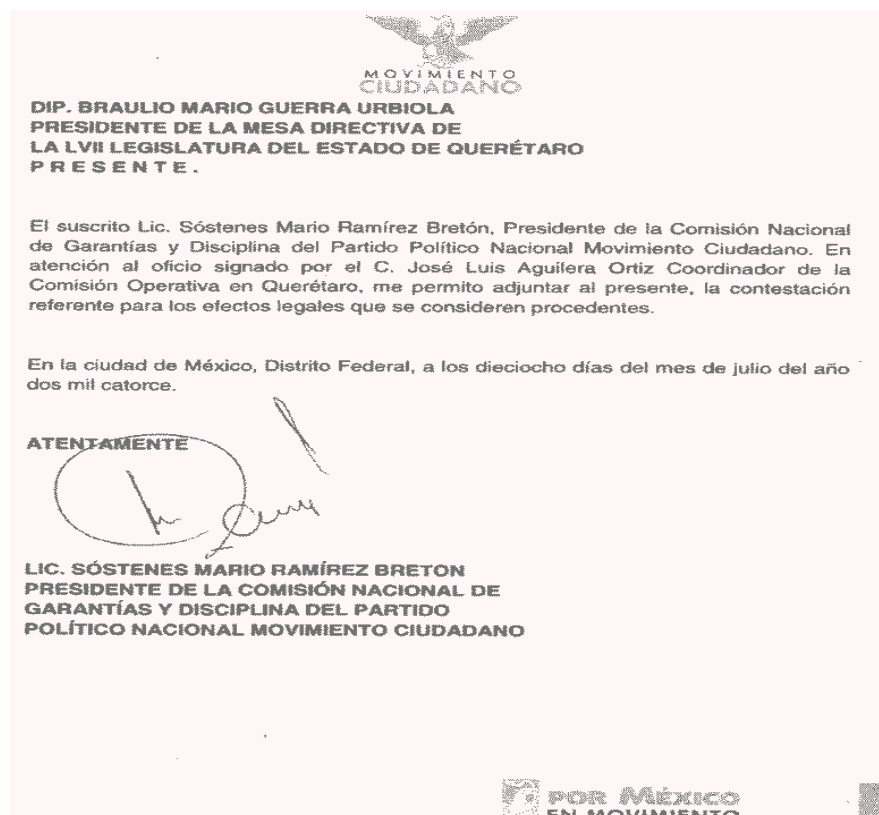 MOVIMIENTO
CIUDADANO
DIP. BRAULIO MARIO GUERRA URBIOLA
PRESIDENTE DE LA MESA DIRECTIVA DE
LA LVII LEGISLATURA DEL ESTADO DE QUERÉTARO
P R E S E N T E .
El suscrito Lic. Sóstenes Mario Ramírez Bretón, Presidente de la Comisión Nacional
de Garantías y Disciplina del Partido Político Nacional Movimiento Ciudadano. En
atención al oficio signado por el C. José Luis Aguilera Ortiz Coordinador de la
Comisión Operativa en Querétaro, me permito adjuntar al presente, la contestación
referente para los efectos legales que se consideren procedentes.
En la ciudad de México, Distrito Federal, a los dieciocho días del mes de julio del año
dos mil catorce.
ATENTAMENTE
LIC. SÓSTENES MARIO RAMÍREZ BRETON
PRESIDENTE DE LA COMISIÓN NACIONAL DE
GARANTÍAS Y DISCIPLINA DEL PARTIDO
POLÍTICO NACIONAL MOVIMIENTO CIUDADANO
POR MÉXICO
EN MOVIMIENTO